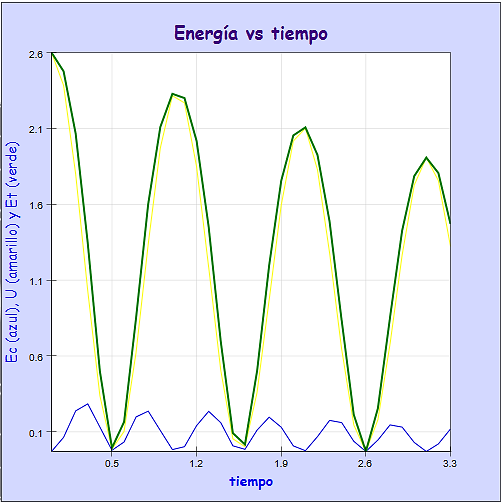 Energía vs tiempo
Ec (azul), U (amarillo) y Et (verde)
2.6
2.1
1.6
1.1
0.6
0.1
0.5 1.2 1.9 2.6 3.3
tiempo